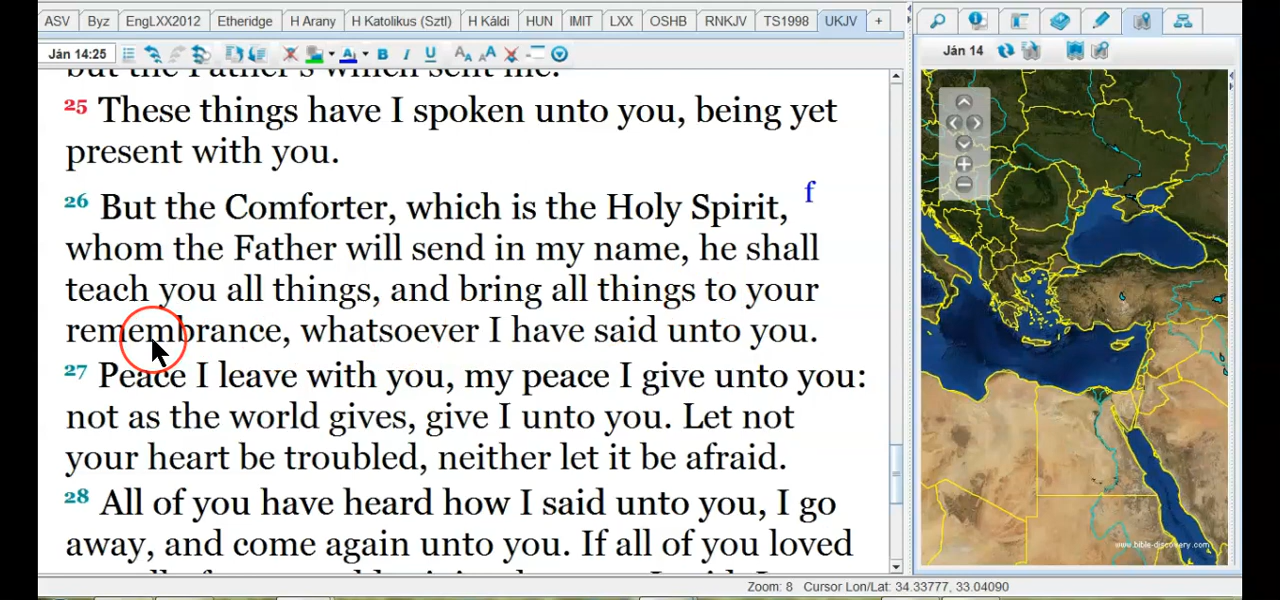 ASV Byz EngLXX2012 Etheridge H Arany H Katolikus (Sztl) H Káldi HUN IMIT LXX OSHB RNKJV TS1998 UKJV +
Ján 14:25 A B I U A A
Ján 14
but the Father's which sent me.
25 These things have I spoken unto you, being yet
present with you.
26 But the Comforter, which is the Holy Spirit, f
whom the Father will send in my name, he shall
teach you all things, and bring all things to your
remembrance, whatsoever I have said unto you.
27 Peace I leave with you, my peace I give unto you:
not as the world gives, give I unto you. Let not
your heart be troubled, neither let it be afraid.
28 All of you have heard how I said unto you, I go
away, and come again unto you. If all of you loved
www.bible-discovery.com
Zoom: 8 Cursor Lon/Lat: 34.33777, 33.04090